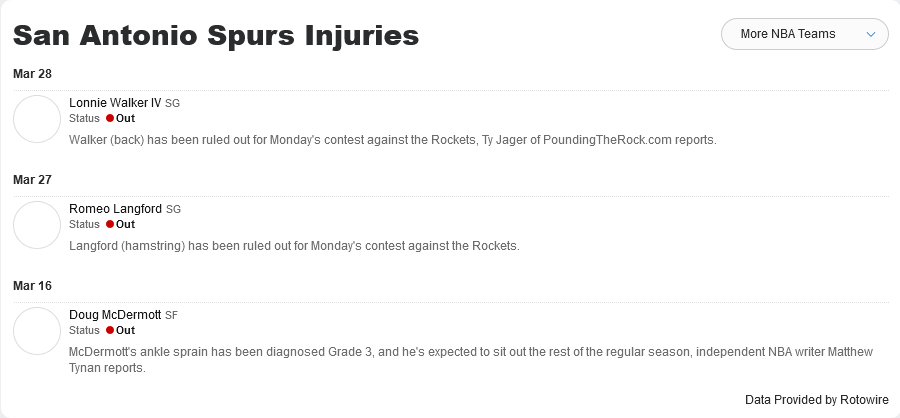 San Antonio Spurs Injuries
More NBA Teams
Mar 28
Lonnie Walker IV SG
Status Out
Walker (back) has been ruled out for Monday's contest against the Rockets, Ty Jager of PoundingTheRock.com reports.
Mar 27
Romeo Langford SG
Status Out
Langford (hamstring) has been ruled out for Monday's contest against the Rockets.
Mar 16
Doug McDermott SF
Status Out
McDermott's ankle sprain has been diagnosed Grade 3, and he's expected to sit out the rest of the regular season, independent NBA writer Matthew
Tynan reports.
Data Provided by Rotowire